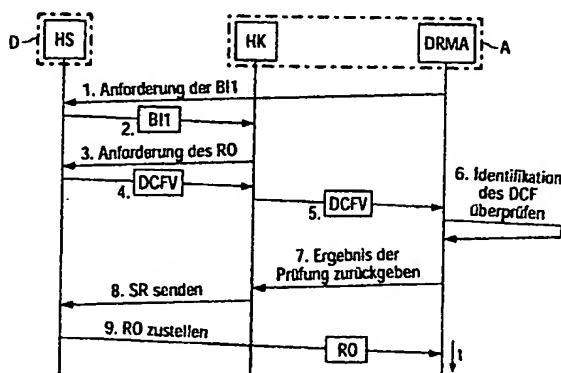 D
HS
HK
DRMA
A
1. Anforderung der BI1
2. BI1
3. Anforderung des RO
4. DCFV
5. DCFV
6. Identifikation
des DCF
überprüfen
7. Ergebnis der
Prüfung zurückgeben
8. SR senden
9. RO zustellen
RO
t